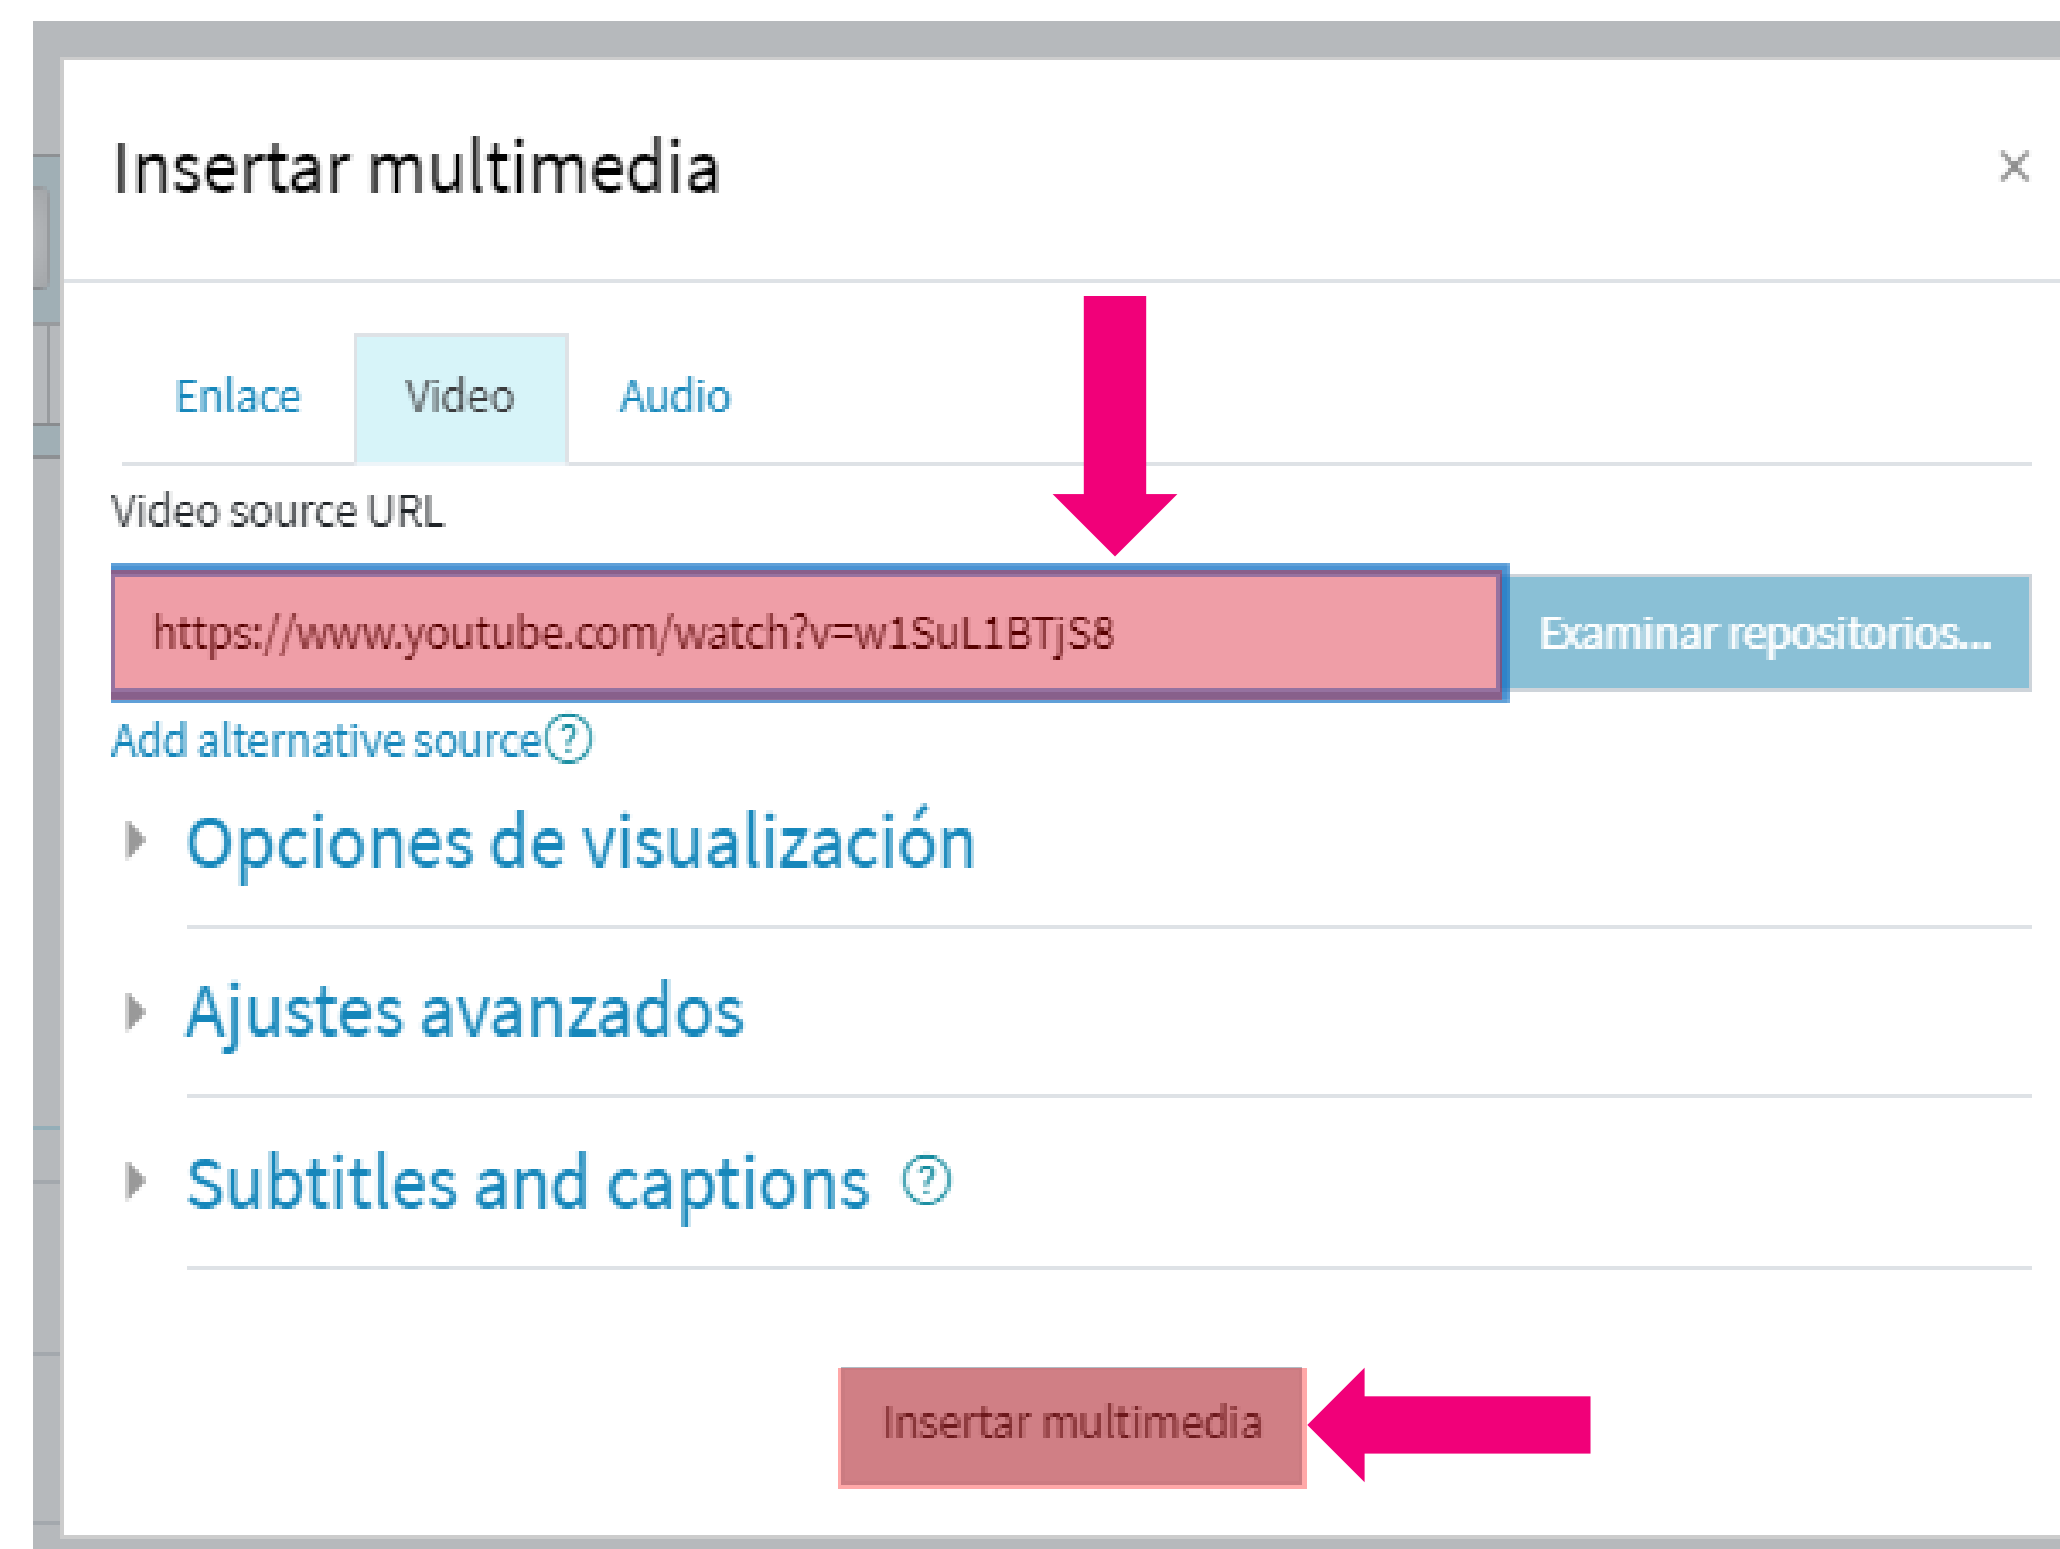 Insertar multimedia
×
Enlace Video Audio
Video source URL
https://www.youtube.com/watch?v=w1SuL1BTjS8 Examinar repositorios...
Add alternative source?
Opciones de visualización
Ajustes avanzados
Subtitles and captions ?
Insertar multimedia